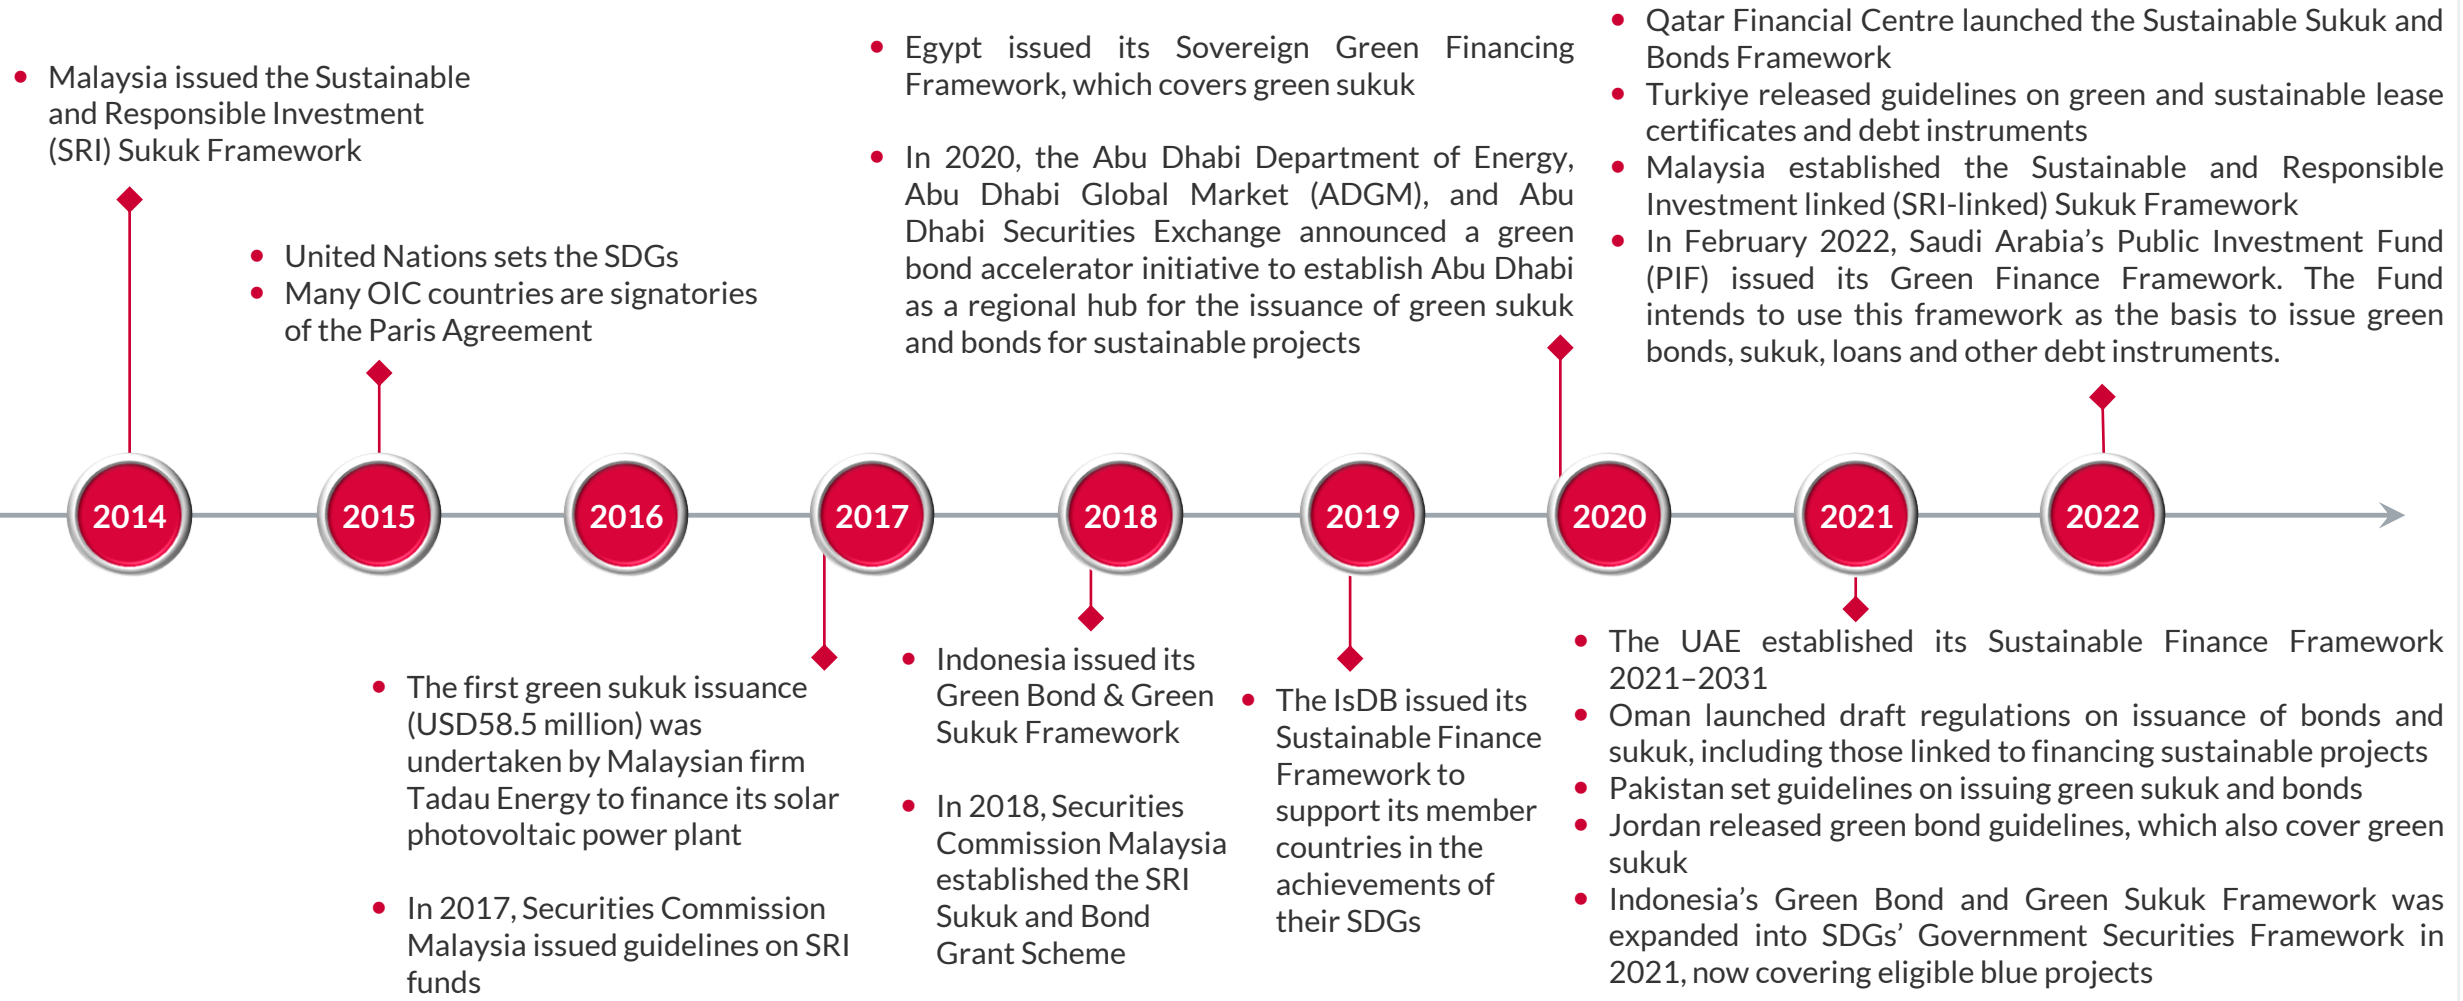 • Malaysia issued the Sustainable
and Responsible Investment
(SRI) Sukuk Framework
• United Nations sets the SDGs
• Many OIC countries are signatories
of the Paris Agreement
• Egypt issued its Sovereign Green Financing
Framework, which covers green sukuk
• In 2020, the Abu Dhabi Department of Energy,
Abu Dhabi Global Market (ADGM), and Abu
Dhabi Securities Exchange announced a green
bond accelerator initiative to establish Abu Dhabi
as a regional hub for the issuance of green sukuk
and bonds for sustainable projects
• Qatar Financial Centre launched the Sustainable Sukuk and
Bonds Framework
• Turkiye released guidelines on green and sustainable lease
certificates and debt instruments
• Malaysia established the Sustainable and Responsible
Investment linked (SRI-linked) Sukuk Framework
• In February 2022, Saudi Arabia’s Public Investment Fund
(PIF) issued its Green Finance Framework. The Fund
intends to use this framework as the basis to issue green
bonds, sukuk, loans and other debt instruments.
2014
2015
2016
2017
2018
2019
2020
2021
2022
• The first green sukuk issuance
(USD58.5 million) was
undertaken by Malaysian firm
Tadau Energy to finance its solar
photovoltaic power plant
• In 2017, Securities Commission
Malaysia issued guidelines on SRI
funds
• Indonesia issued its
Green Bond & Green
Sukuk Framework
• In 2018, Securities
Commission Malaysia
established the SRI
Sukuk and Bond
Grant Scheme
• The IsDB issued its
Sustainable Finance
Framework to
support its member
countries in the
achievements of
their SDGs
• The UAE established its Sustainable Finance Framework
2021–2031
• Oman launched draft regulations on issuance of bonds and
sukuk, including those linked to financing sustainable projects
• Pakistan set guidelines on issuing green sukuk and bonds
• Jordan released green bond guidelines, which also cover green
sukuk
• Indonesia’s Green Bond and Green Sukuk Framework was
expanded into SDGs’ Government Securities Framework in
2021, now covering eligible blue projects